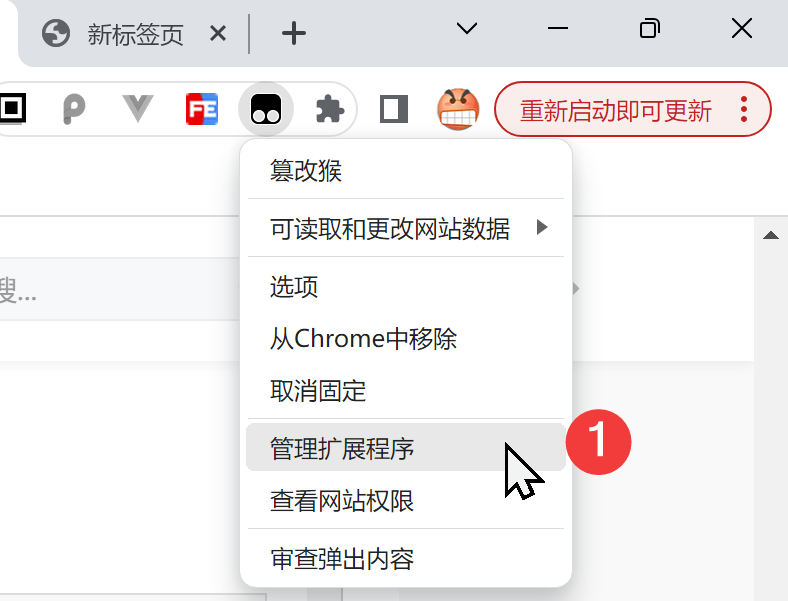 新标签页
FE
重新启动即可更新
篡改猴
可读取和更改网站数据
搜...
选项
从Chrome中移除
取消固定
管理扩展程序
1
查看网站权限
审查弹出内容